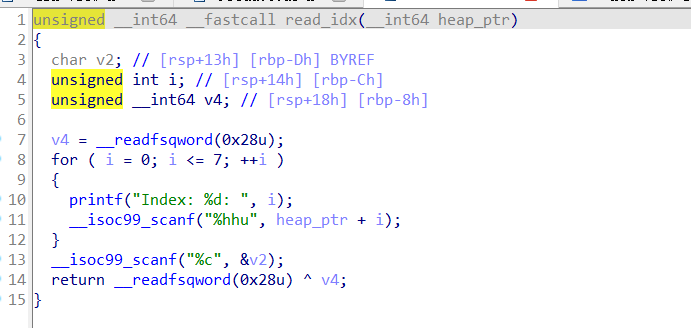 1 unsigned __int64 __fastcall read_idx(__int64 heap_ptr)
2 {
3 char v2; // [rsp+13h] [rbp-Dh] BYREF
4 unsigned int i; // [rsp+14h] [rbp-Ch]
5 unsigned __int64 v4; // [rsp+18h] [rbp-8h]
6
7 v4 = __readfsqword(0x28u);
8 for ( i = 0; i <= 7; ++i )
9 {
10 printf("Index: %d: ", i);
11 __isoc99_scanf("%hhu", heap_ptr + i);
12 }
13 __isoc99_scanf("%c", &v2);
14 return __readfsqword(0x28u) ^ v4;
15 }